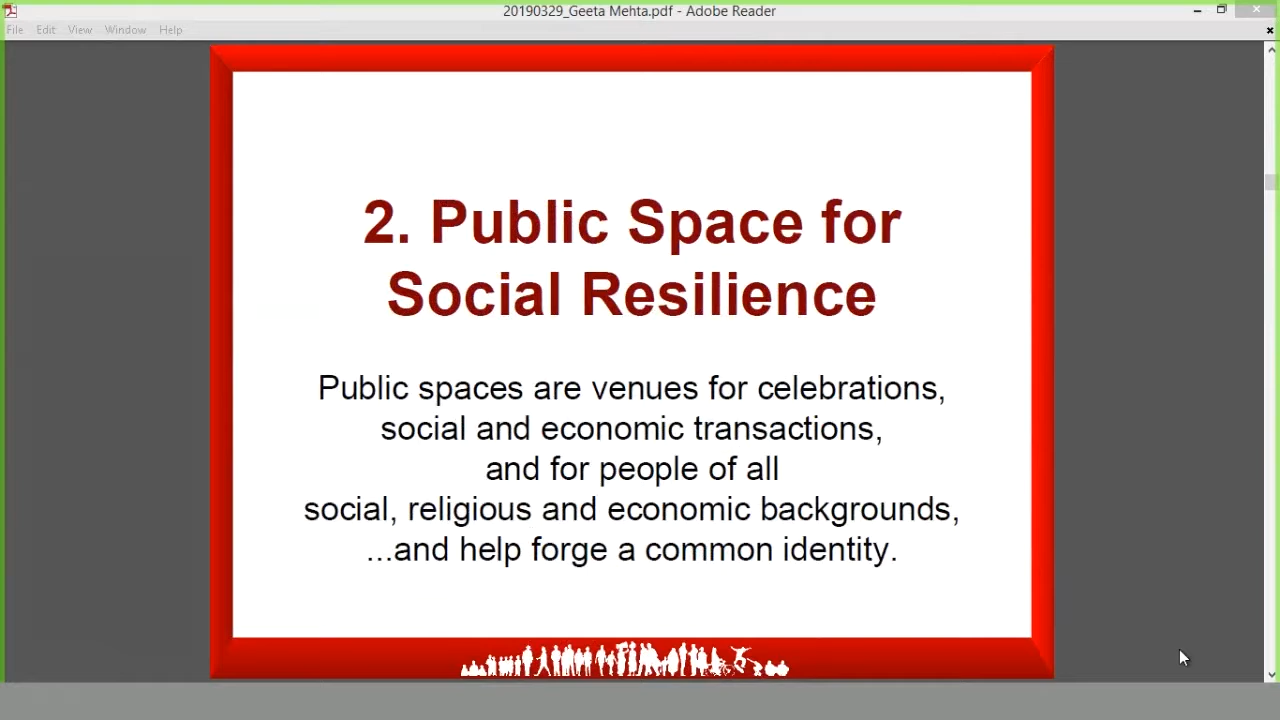 20190329_Geeta Mehta.pdf - Adobe Reader
File Edit View Window Help
2. Public Space for
Social Resilience
Public spaces are venues for celebrations,
social and economic transactions,
and for people of all
social, religious and economic backgrounds,
...and help forge a common identity.